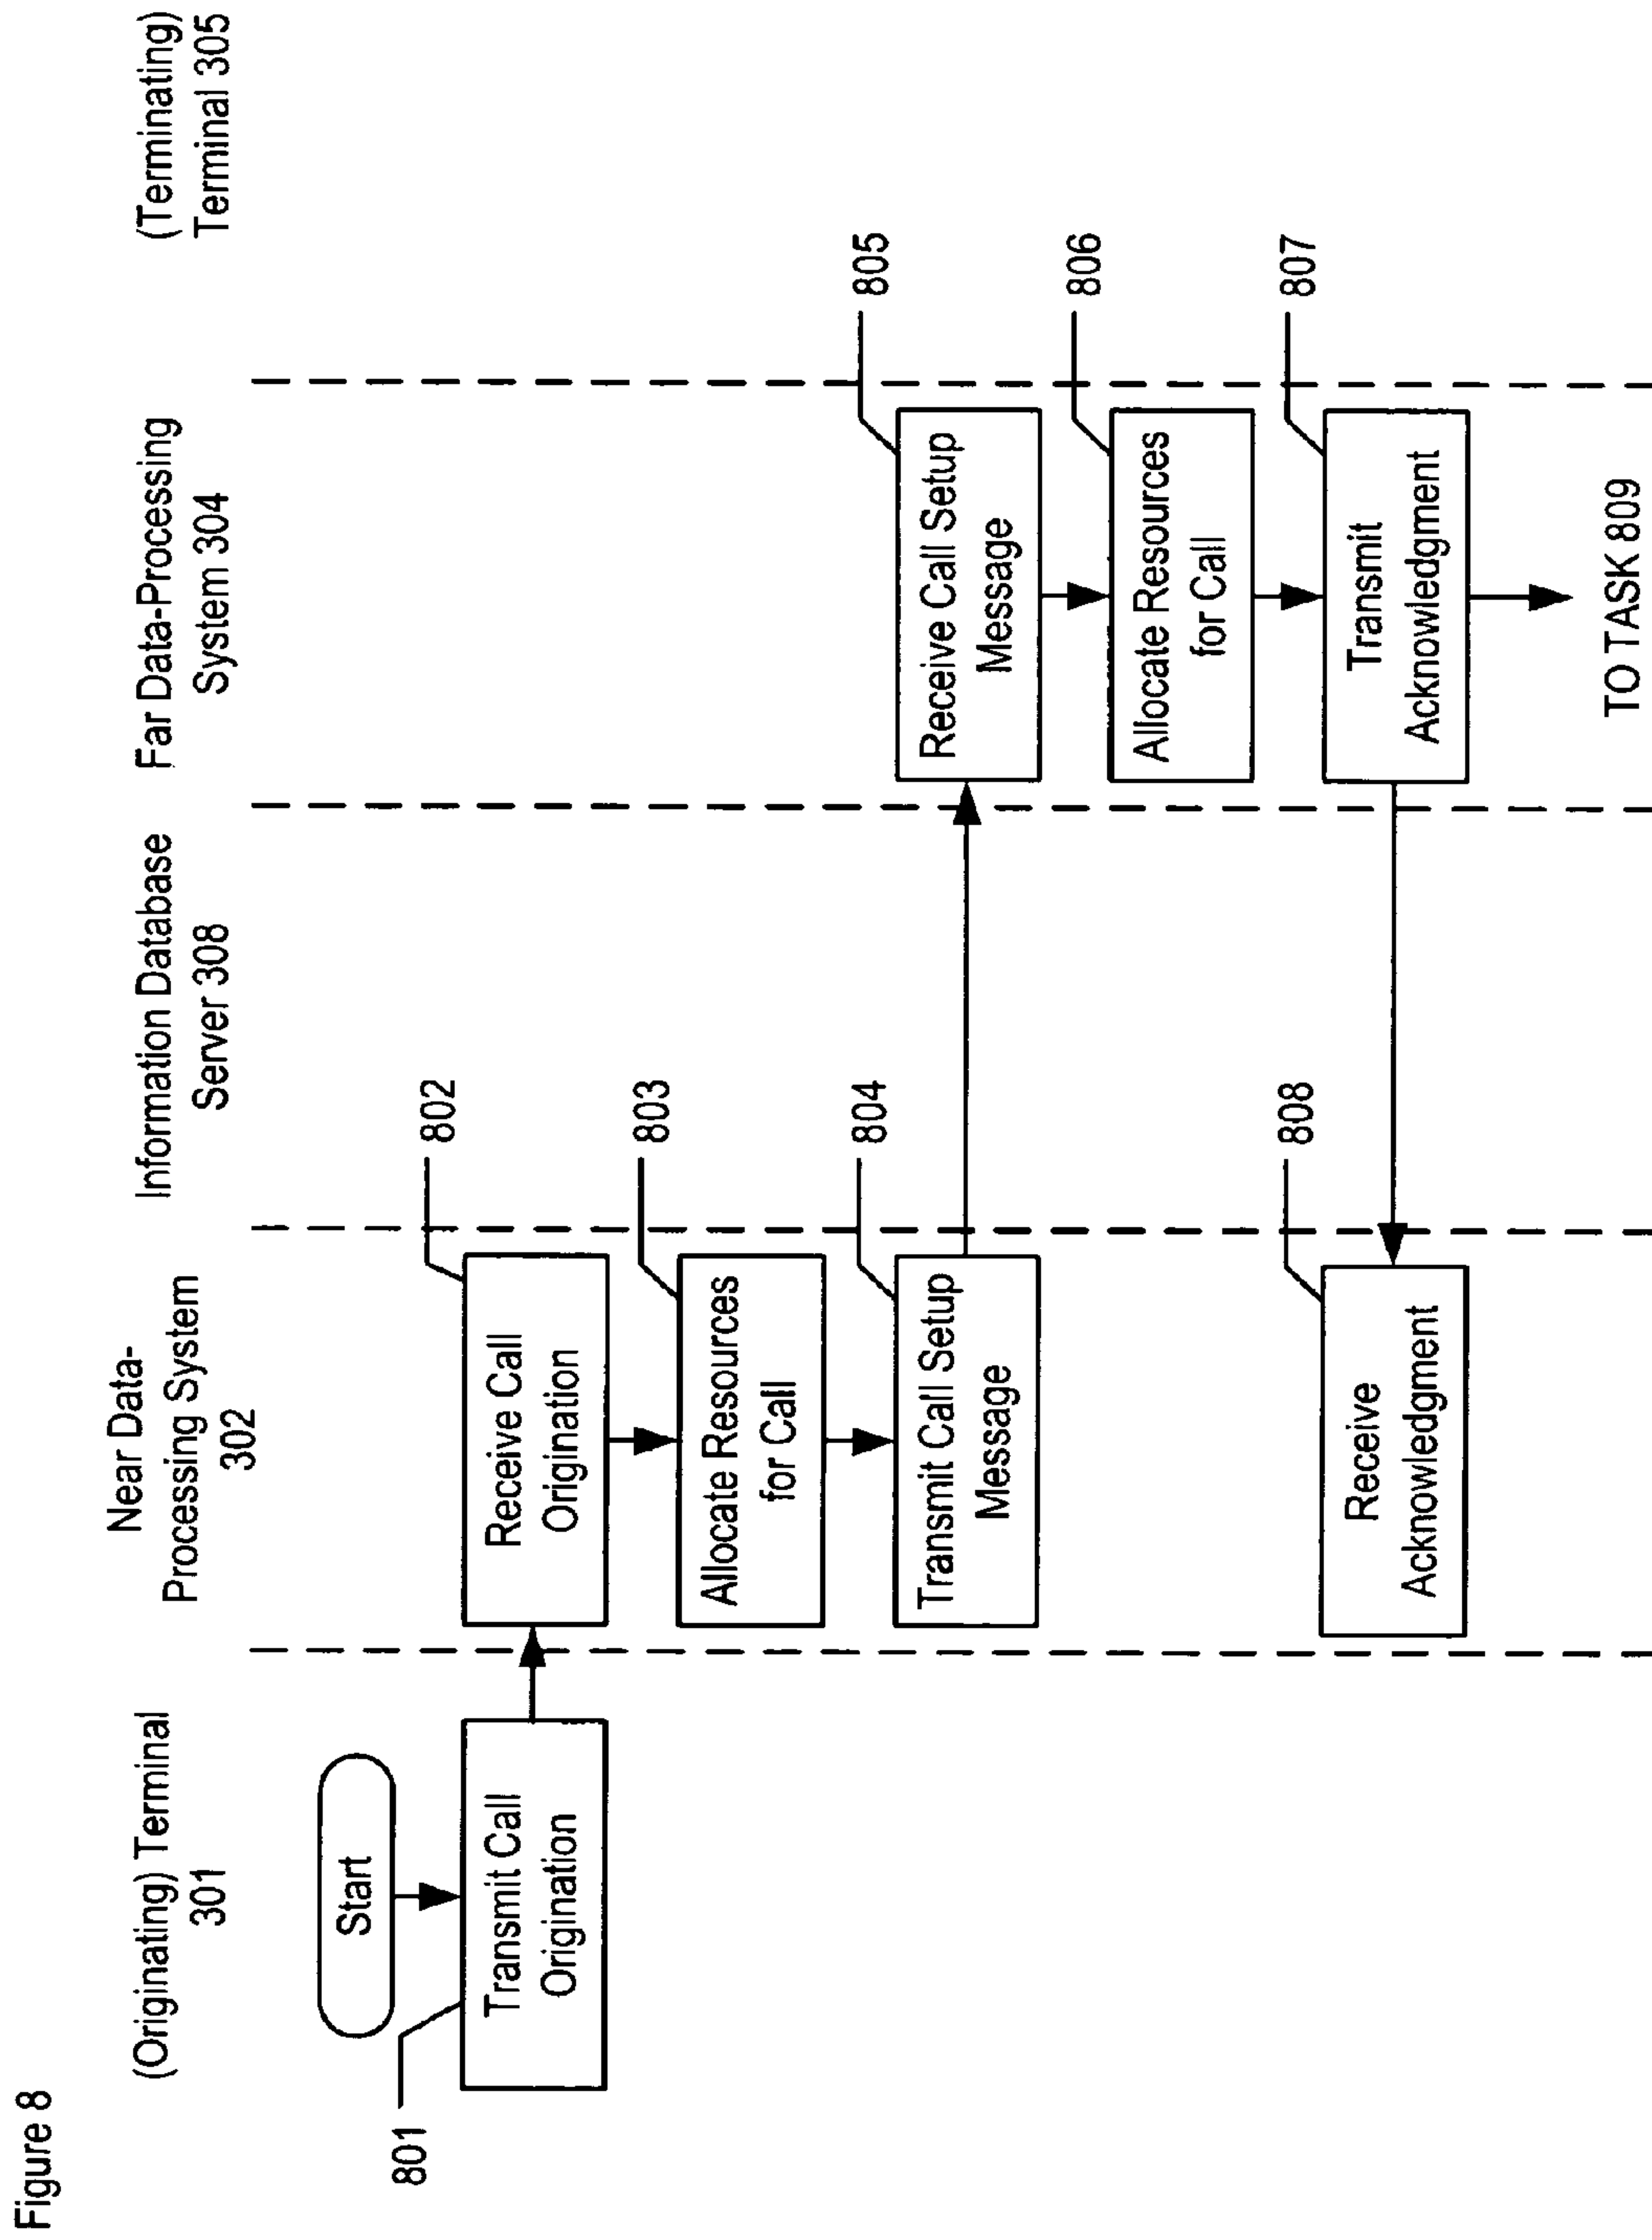 Figure 8
(Originating) Terminal
301
Near Data-
Processing System
302
Information Database
Server 308
Far Data-Processing
System 304
(Terminating)
Terminal 305
Start
801
Transmit Call
Origination
802
Receive Call
Origination
803
Allocate Resources
for Call
804
Transmit Call Setup
Message
805
Receive Call Setup
Message
806
Allocate Resources
for Call
807
Transmit
Acknowledgment
808
Receive
Acknowledgment
TO TASK 809